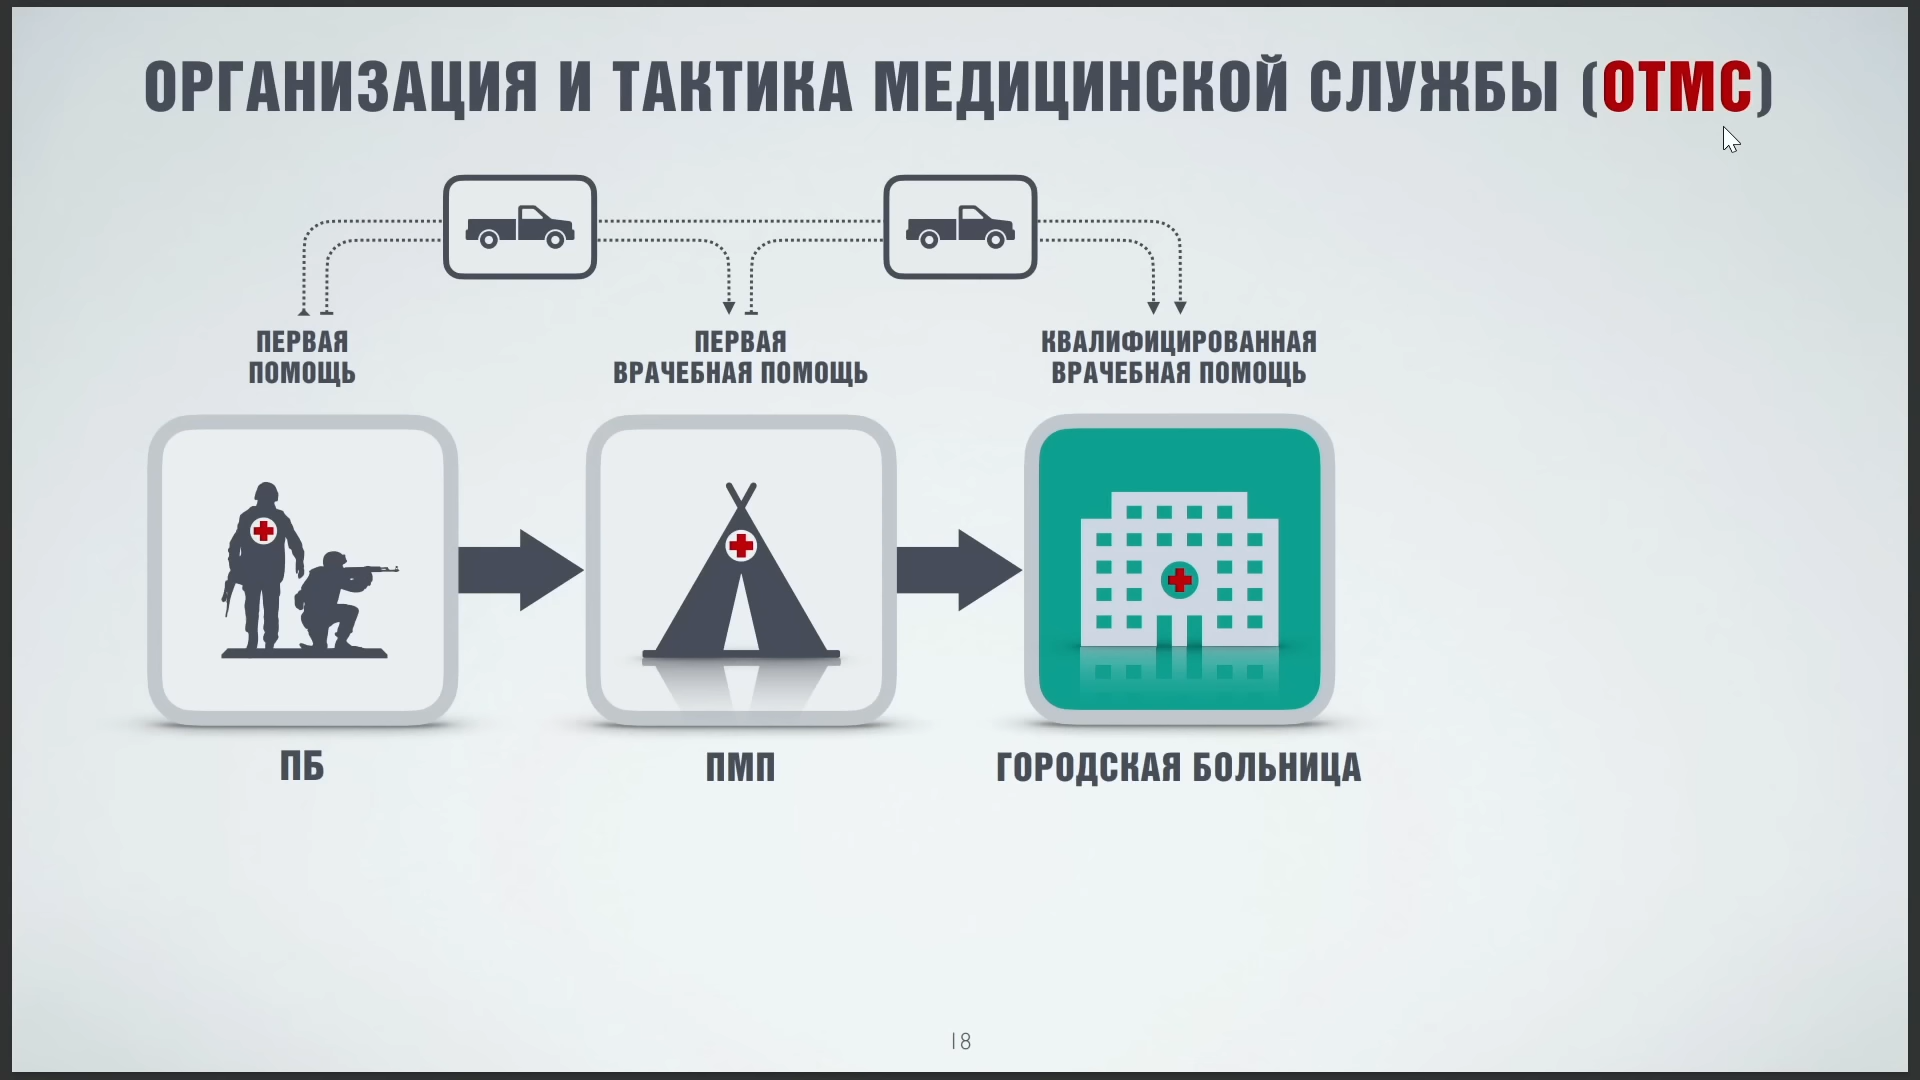 ОРГАНИЗАЦИЯ И ТАКТИКА МЕДИЦИНСКОЙ СЛУЖБЫ (ОТМС)
ПЕРВАЯ
ПОМОЩЬ
ПЕРВАЯ
ВРАЧЕБНАЯ ПОМОЩЬ
КВАЛИФИЦИРОВАННАЯ
ВРАЧЕБНАЯ ПОМОЩЬ
ПБ
ПМП
ГОРОДСКАЯ БОЛЬНИЦА
18